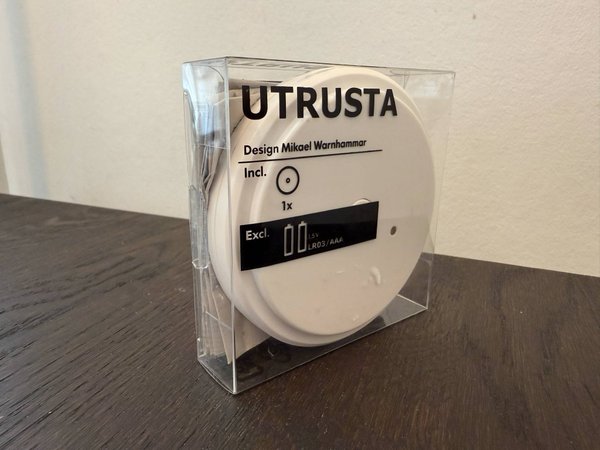 UTRUSTA
Design Mikael Warnhammar
Incl.
1x
Excl.
1.5V
LR03/AAA